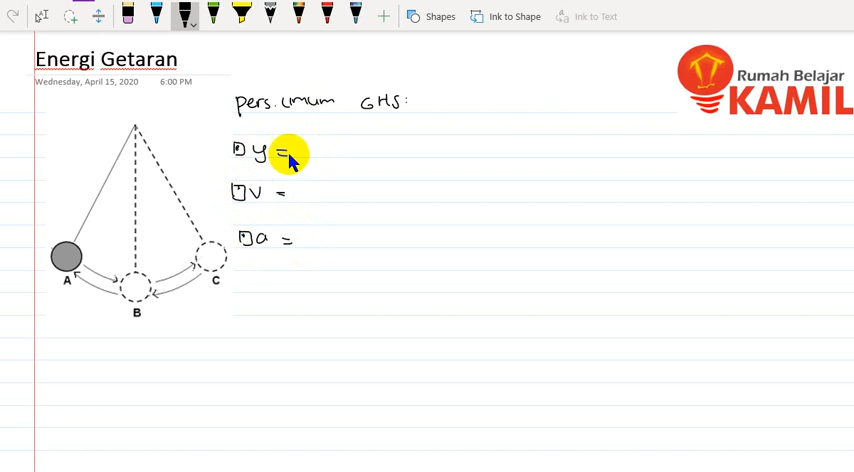 Shapes
Ink to Shape
Ink to Text
Energi Getaran
Wednesday, April 15, 2020 6:00 PM
Rumah Belajar
KAMIL
Pers. Umum GHS:
y =
v =
a =
A
B
C